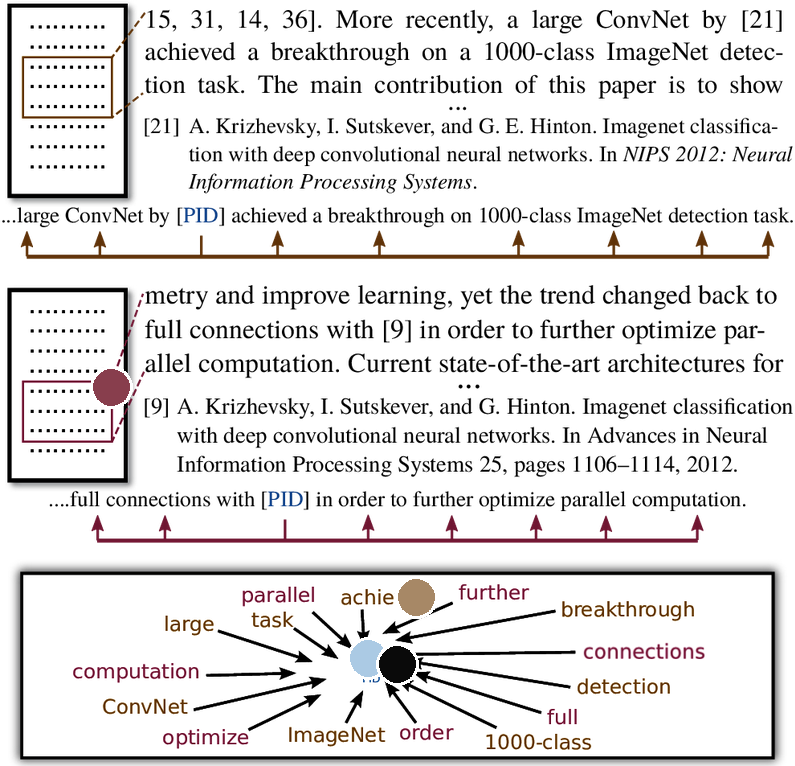 15, 31, 14, 36]. More recently, a large ConvNet by [21]
achieved a breakthrough on a 1000-class ImageNet detec-
tion task. The main contribution of this paper is to show
...
[21] A. Krizhevsky, I. Sutskever, and G. E. Hinton. Imagenet classifica-
tion with deep convolutional neural networks. In NIPS 2012: Neural
Information Processing Systems.
...large ConvNet by [PID] achieved a breakthrough on 1000-class ImageNet detection task.
metry and improve learning, yet the trend changed back to
full connections with [9] in order to further optimize par-
allel computation. Current state-of-the-art architectures for
...
[9] A. Krizhevsky, I. Sutskever, and G. Hinton. Imagenet classification
with deep convolutional neural networks. In Advances in Neural
Information Processing Systems 25, pages 1106–1114, 2012.
....full connections with [PID] in order to further optimize parallel computation.
parallel
further
large
task
breakthrough
connections
computation
detection
ConvNet
full
optimize
ImageNet
order
1000-class